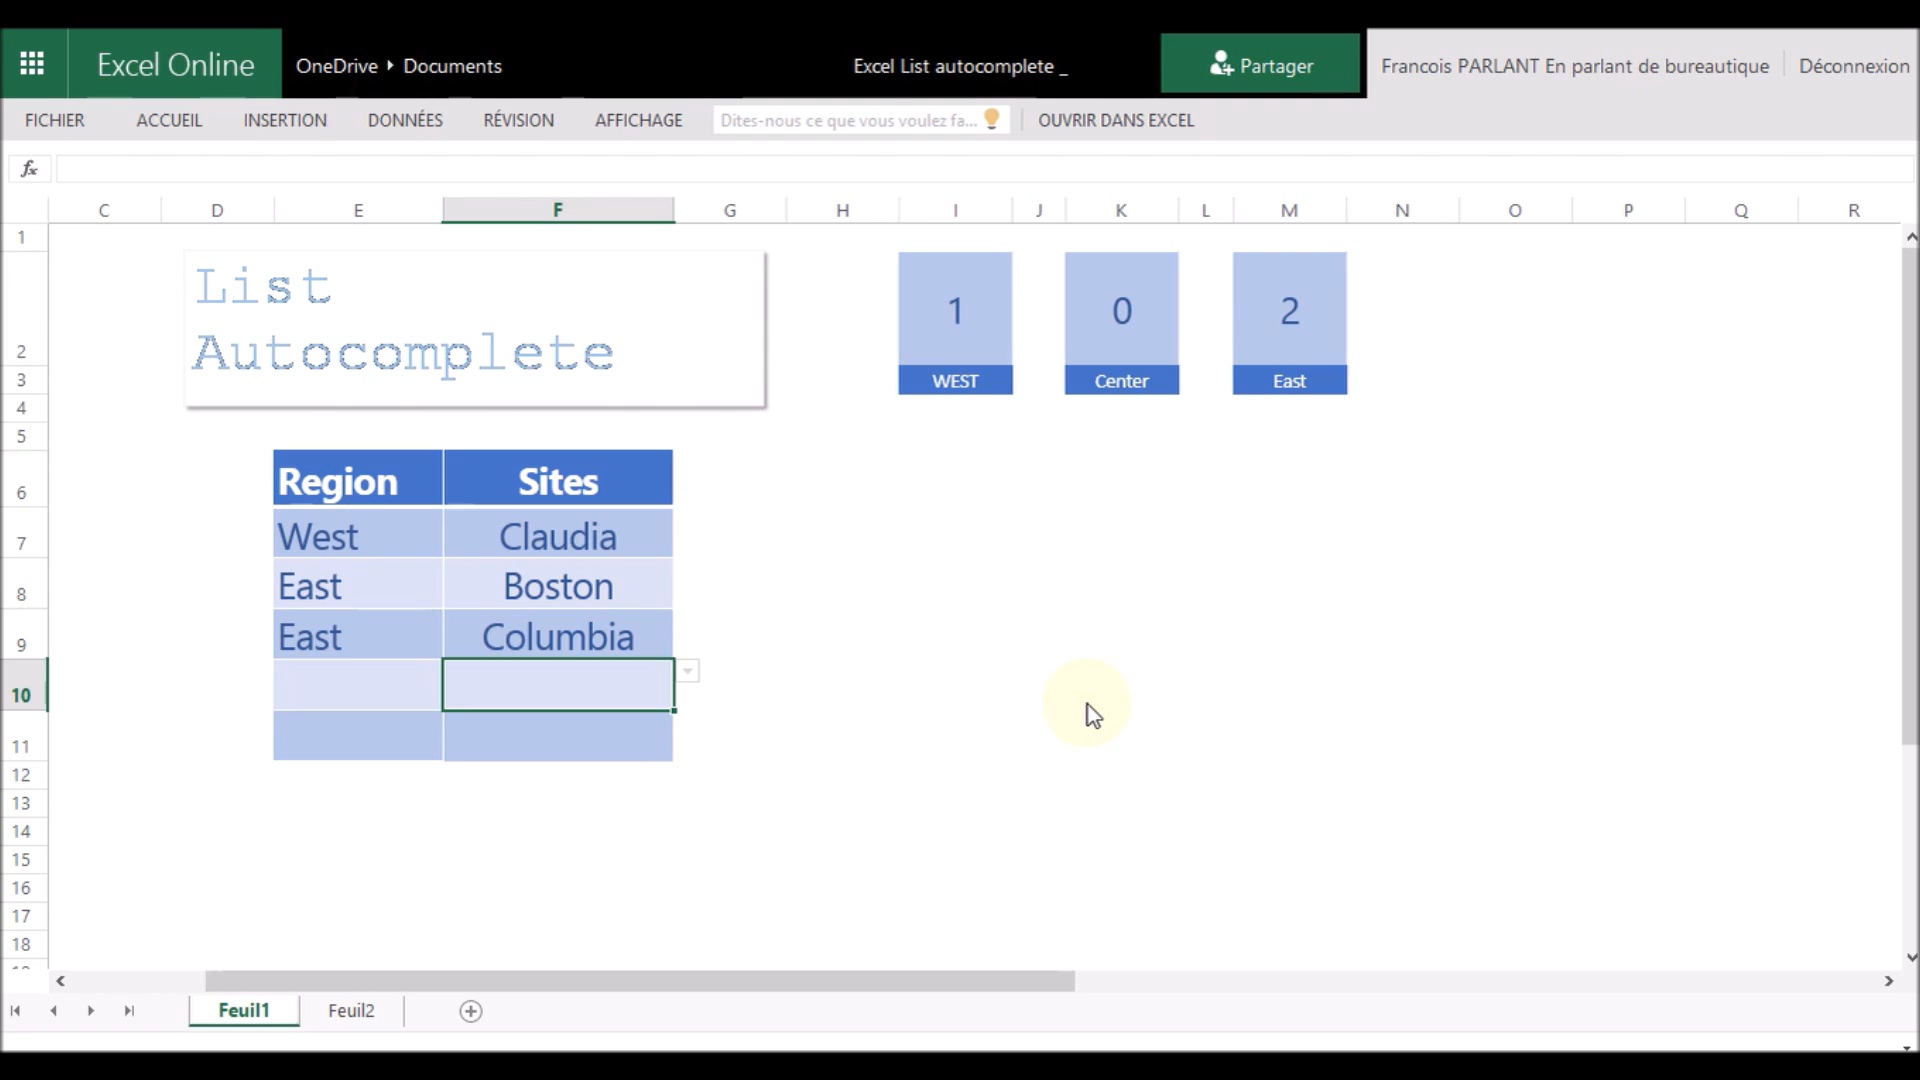 Excel Online
OneDrive ▸ Documents
Excel List autocomplete _
Partager
Francois PARLANT En parlant de bureautique
Déconnexion
FICHIER ACCUEIL INSERTION DONNÉES RÉVISION AFFICHAGE Dites-nous ce que vous voulez fa... OUVRIR DANS EXCEL
fx
C D E F G H I J K L M N O P Q R
1
2
3
4
5
6
7
8
9
10
11
12
13
14
15
16
17
18
List
Autocomplete
1 0 2
WEST Center East
Region Sites
West Claudia
East Boston
East Columbia
Feuil1 Feuil2